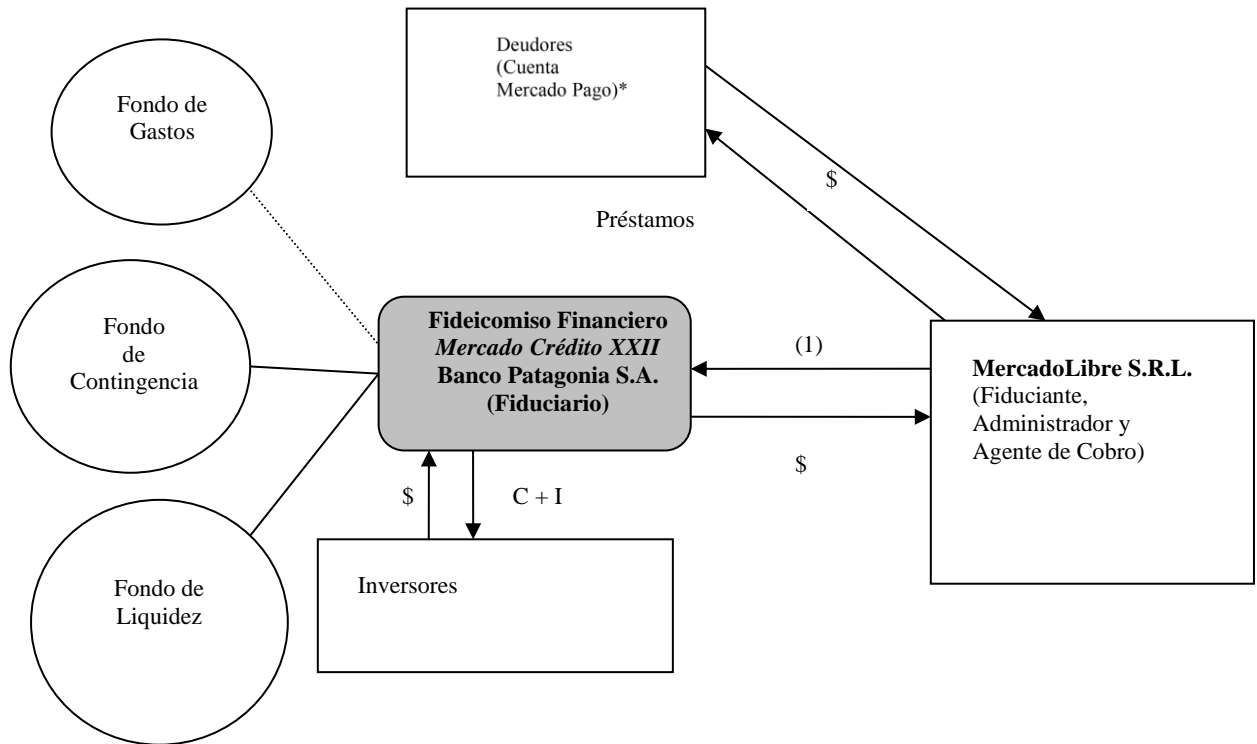 Deudores
(Cuenta
Mercado Pago)*
Fondo de
Gastos
$
Préstamos
Fondo
de
Contingencia
Fideicomiso Financiero
Mercado Crédito XXII
Banco Patagonia S.A.
(Fiduciario)
(1)
MercadoLibre S.R.L.
(Fiduciante,
Administrador y
Agente de Cobro)
$
$
C + I
Inversores
Fondo de
Liquidez